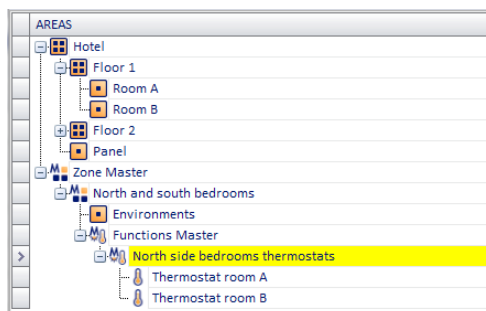 AREAS
Hotel
Floor 1
Room A
Room B
Floor 2
Panel
Zone Master
North and south bedrooms
Environments
Functions Master
North side bedrooms thermostats
Thermostat room A
Thermostat room B